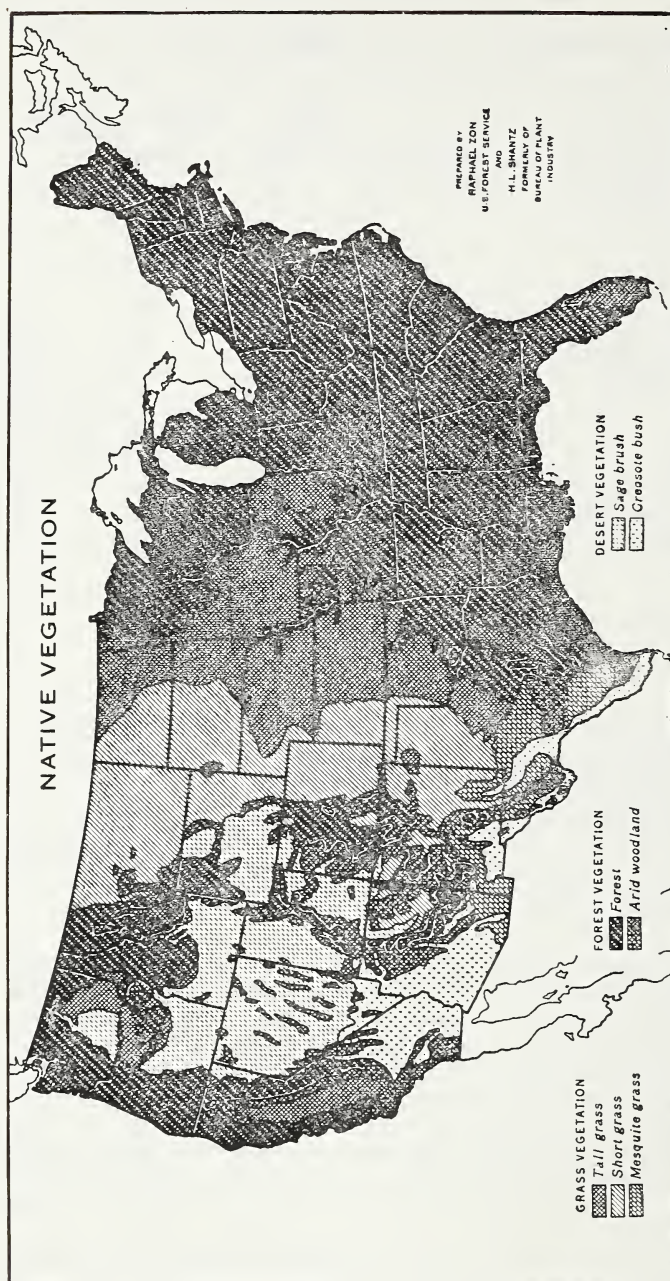 NATIVE VEGETATION
PREPARED BY
RAPHAEL ZON
U.S. FOREST SERVICE
AND
H.L. SHANTZ
FORMERLY OF
BUREAU OF PLANT
INDUSTRY
GRASS VEGETATION
Tall grass
Short grass
Mesquite grass
FOREST VEGETATION
Forest
Arid woodland
DESERT VEGETATION
Sage brush
Creosote bush